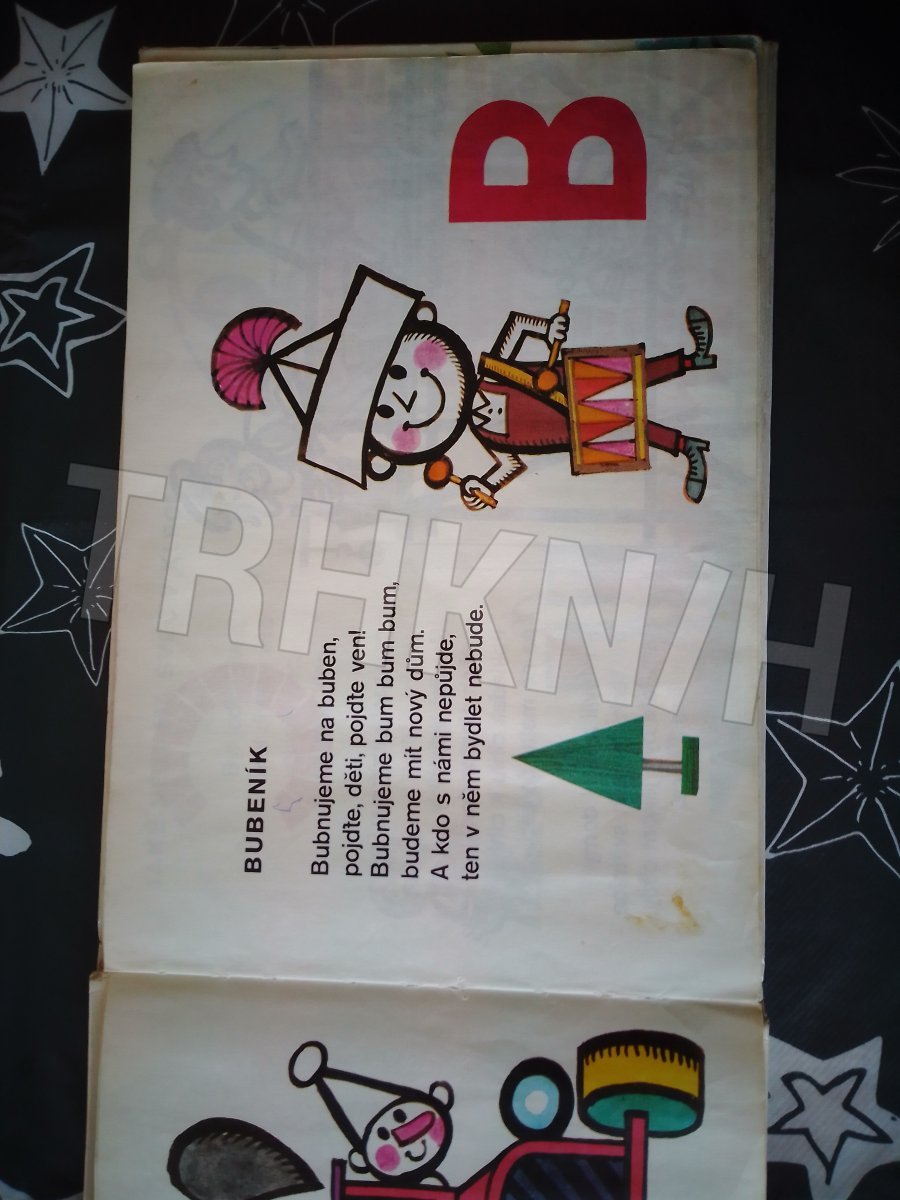 B
BUBENÍK
Bubnujeme na buben,
pojďte, děti, pojďte ven!
Bubnujeme bum bum bum,
budeme mít nový dům.
A kdo s námi nepůjde,
ten v něm bydlet nebude.
TRHKNIH